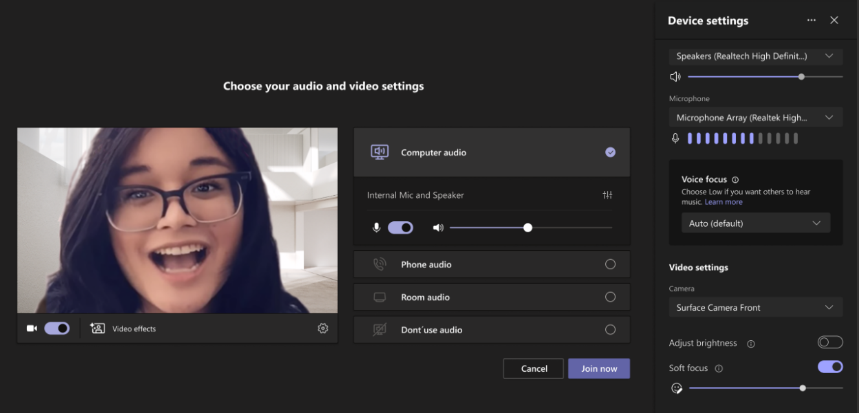 Choose your audio and video settings
Computer audio
Internal Mic and Speaker
Phone audio
Room audio
Dont´use audio
Video effects
Cancel
Join now
Device settings
Speakers (Realtech High Definit...)
Microphone
Microphone Array (Realtek High...
Voice focus
Choose Low if you want others to hear
music. Learn more
Auto (default)
Video settings
Camera
Surface Camera Front
Adjust brightness
Soft focus